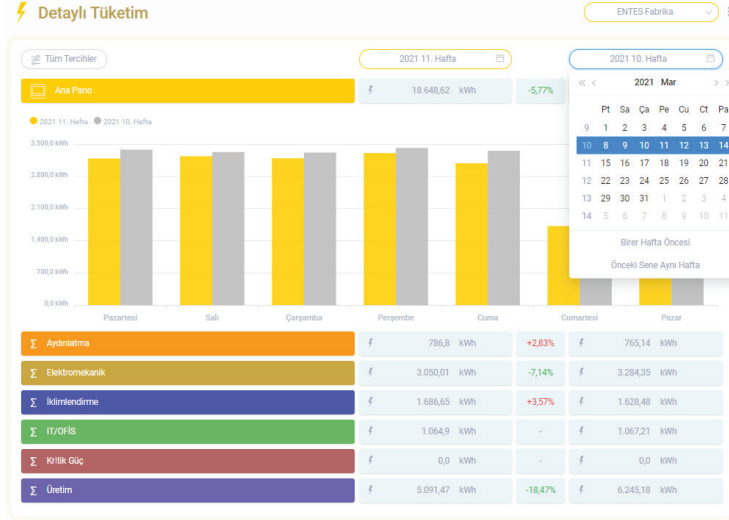 Detaylı Tüketim
ENTES Fabrika
Tüm Tercihler
2021 11. Hafta
2021 10. Hafta
Ana Pano
18.648,62 kWh
-5,77%
2021 11. Hafta 2021 10. Hafta
3.500,0 kWh
2.800,0 kWh
2.100,0 kWh
1.400,0 kWh
700,0 kWh
0,0 kWh
Pazartesi Salı Çarşamba Perşembe Cuma Cumartesi Pazar
« < 2021 Mar > >
Pt Sa Ça Pe Cu Ct Pa
9 1 2 3 4 5 6 7
10 8 9 10 11 12 13 14
11 15 16 17 18 19 20 21
12 22 23 24 25 26 27 28
13 29 30 31 1 2 3 4
14 5 6 7 8 9 10 11
Birer Hafta Öncesi
Önceki Sene Aynı Hafta
Σ Aydınlatma 786,8 kWh +2,83% 765,14 kWh
Σ Elektromekanik 3.050,01 kWh -7,14% 3.284,35 kWh
Σ İklimlendirme 1.686,65 kWh +3,57% 1.628,48 kWh
Σ IT/OFİS 1.064,9 kWh - 1.067,21 kWh
Σ Kritik Güç 0,0 kWh - 0,0 kWh
Σ Üretim 5.091,47 kWh -18,47% 6.245,18 kWh